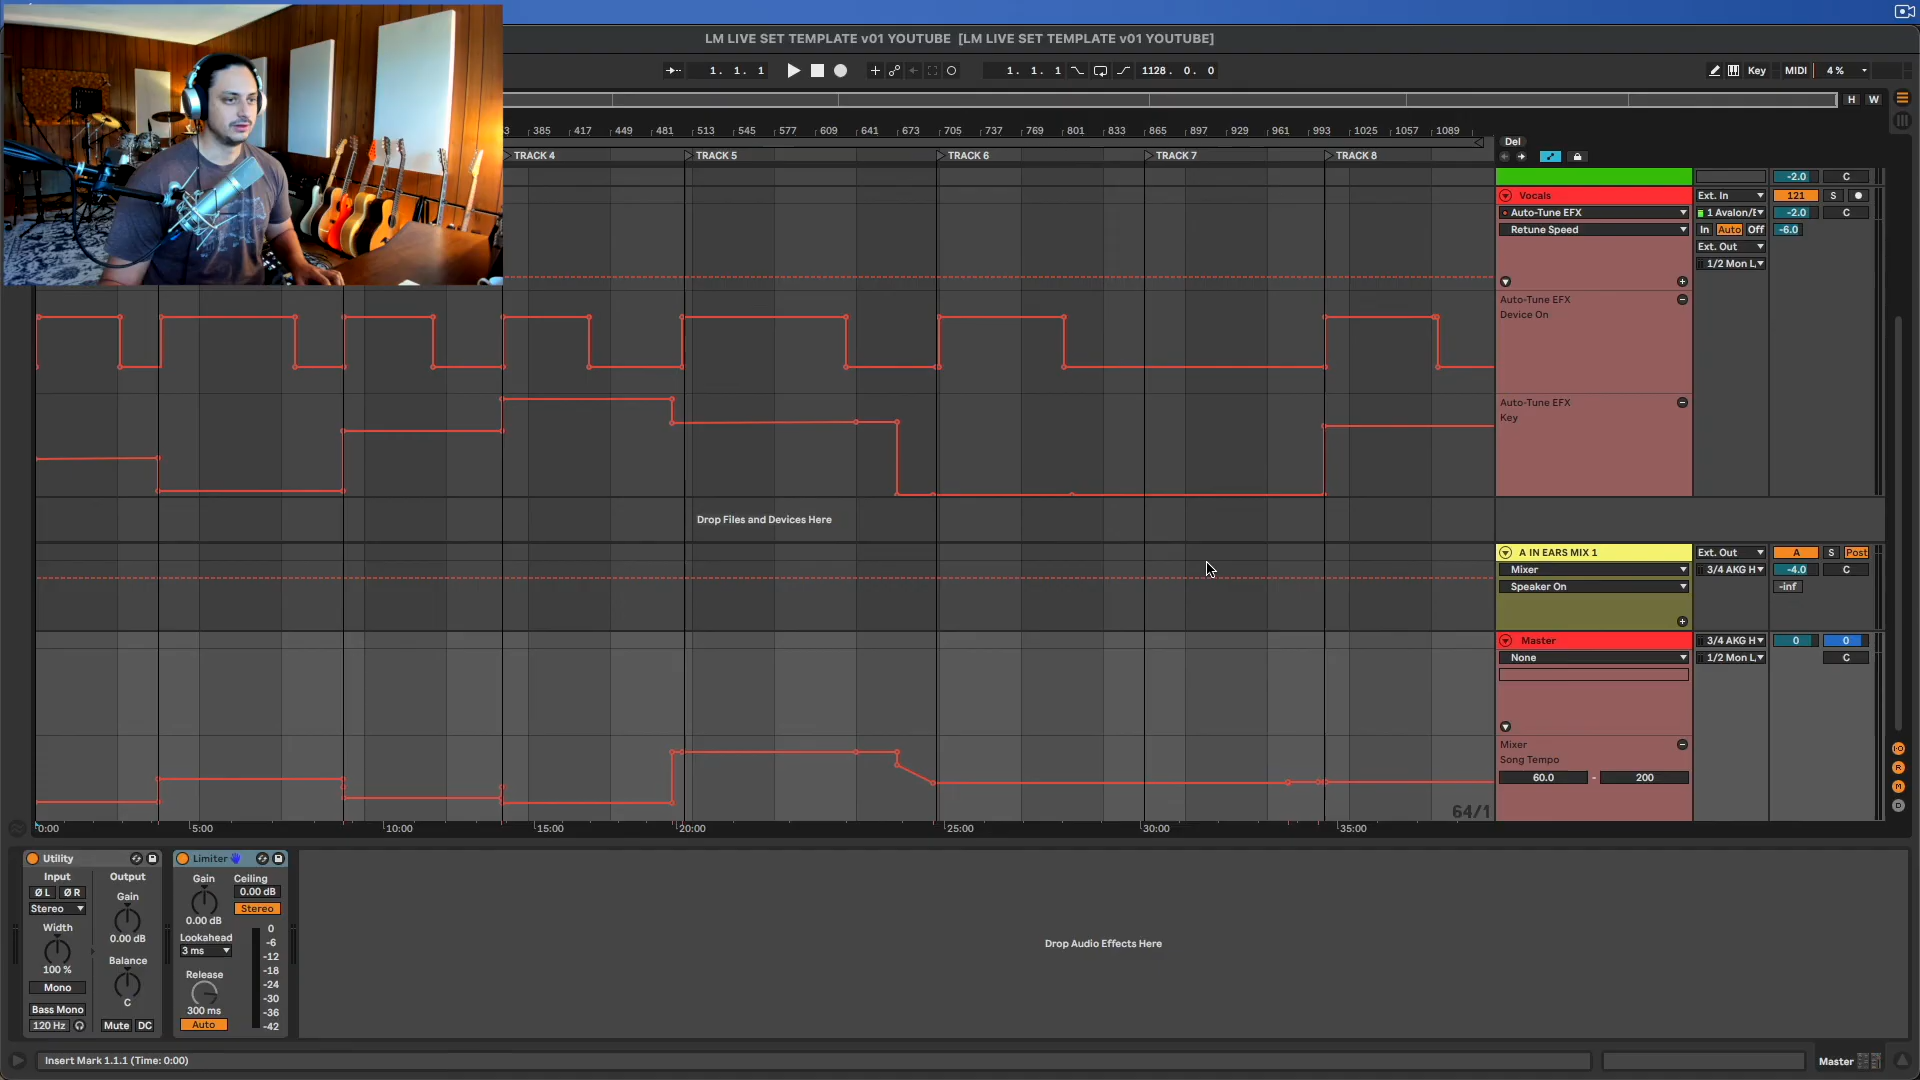 LM LIVE SET TEMPLATE v01 YOUTUBE [LM LIVE SET TEMPLATE v01 YOUTUBE]
1. 1. 1
1. 1. 1
1128. 0. 0
Key
MIDI
4 %
H W
3 385 417 449 481 513 545 577 609 641 673 705 737 769 801 833 865 897 929 961 993 1025 1057 1089
Del
TRACK 4
TRACK 5
TRACK 6
TRACK 7
TRACK 8
-2.0 C
Vocals
Ext. In
121 S
Auto-Tune EFX
1 Avalon/E
-2.0 C
Retune Speed
In Auto Off
-6.0
Ext. Out
1/2 Mon L
Auto-Tune EFX
Device On
Auto-Tune EFX
Key
Drop Files and Devices Here
A IN EARS MIX 1
Ext. Out
A S Post
Mixer
3/4 AKG H
-4.0 C
Speaker On
-inf
Master
3/4 AKG H
0 0
None
1/2 Mon L
C
Mixer
Song Tempo
60.0 - 200
64/1
0:00 5:00 10:00 15:00 20:00 25:00 30:00 35:00
I·O
R
M
D
Utility
Input Output
Ø L Ø R
Gain
Stereo
0.00 dB
Width
100 %
Balance
C
Mono
Bass Mono
120 Hz
Mute DC
Limiter
Gain Ceiling
0.00 dB
0.00 dB
Stereo
Lookahead
3 ms
Release
300 ms
Auto
0
-6
-12
-18
-24
-30
-36
-42
Drop Audio Effects Here
Insert Mark 1.1.1 (Time: 0:00)
Master